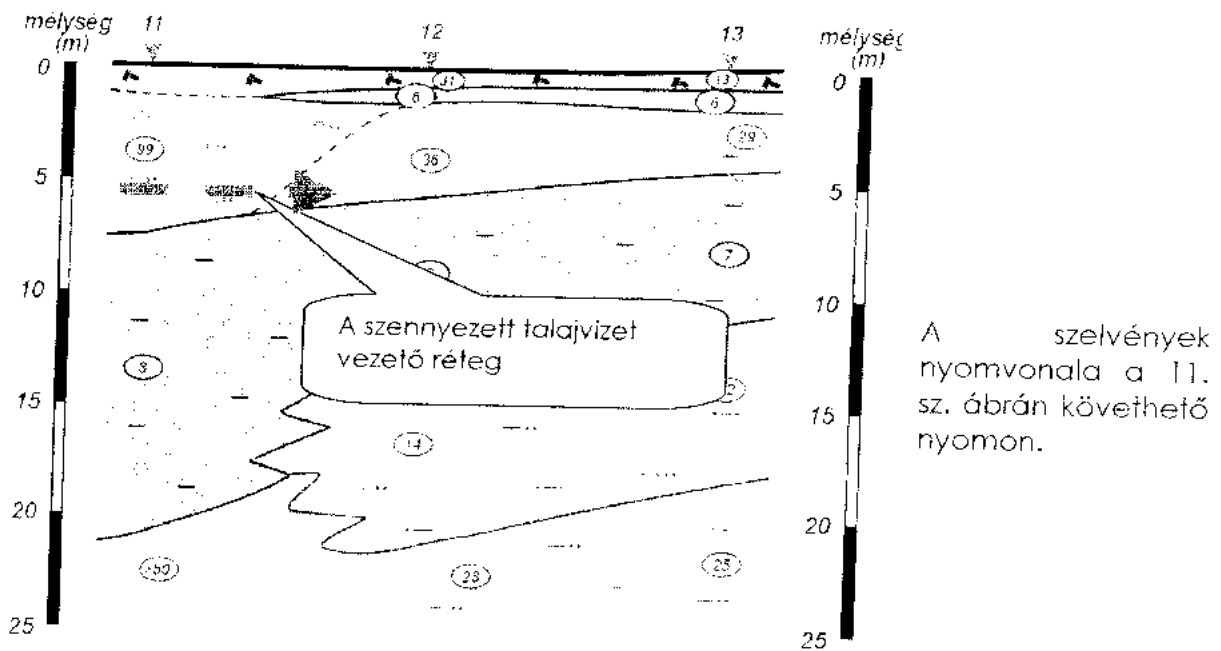 mélység 11 12 13 mélység
(m) (m)
0 0
31 13
6 6
99 36 29
5 5
7
10 10
A szennyezett talajvizet
vezető réteg
3
15 15
14
20 20
23 25
25 25
A szelvények
nyomvonala a 11.
sz. ábrán követhető
nyomon.